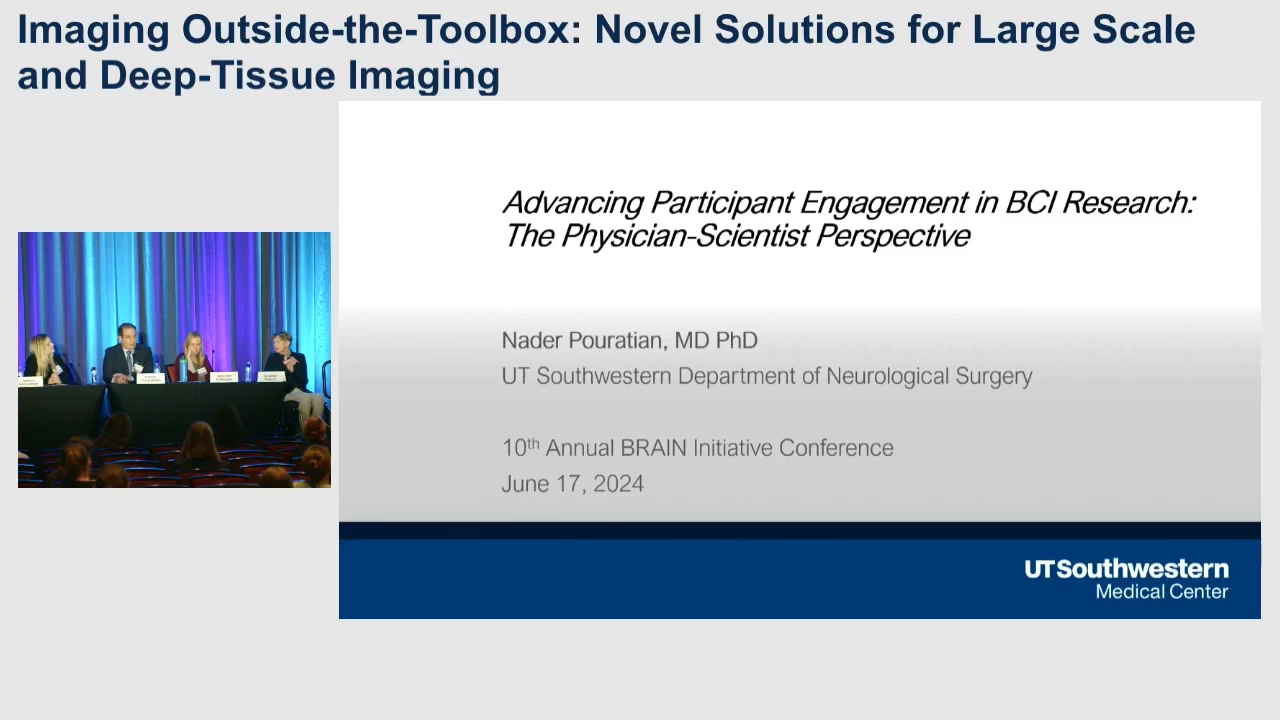 Imaging Outside-the-Toolbox: Novel Solutions for Large Scale
and Deep-Tissue Imaging
Advancing Participant Engagement in BCI Research:
The Physician-Scientist Perspective
Nader Pouratian, MD PhD
UT Southwestern Department of Neurological Surgery
10th Annual BRAIN Initiative Conference
June 17, 2024
UT Southwestern
Medical Center